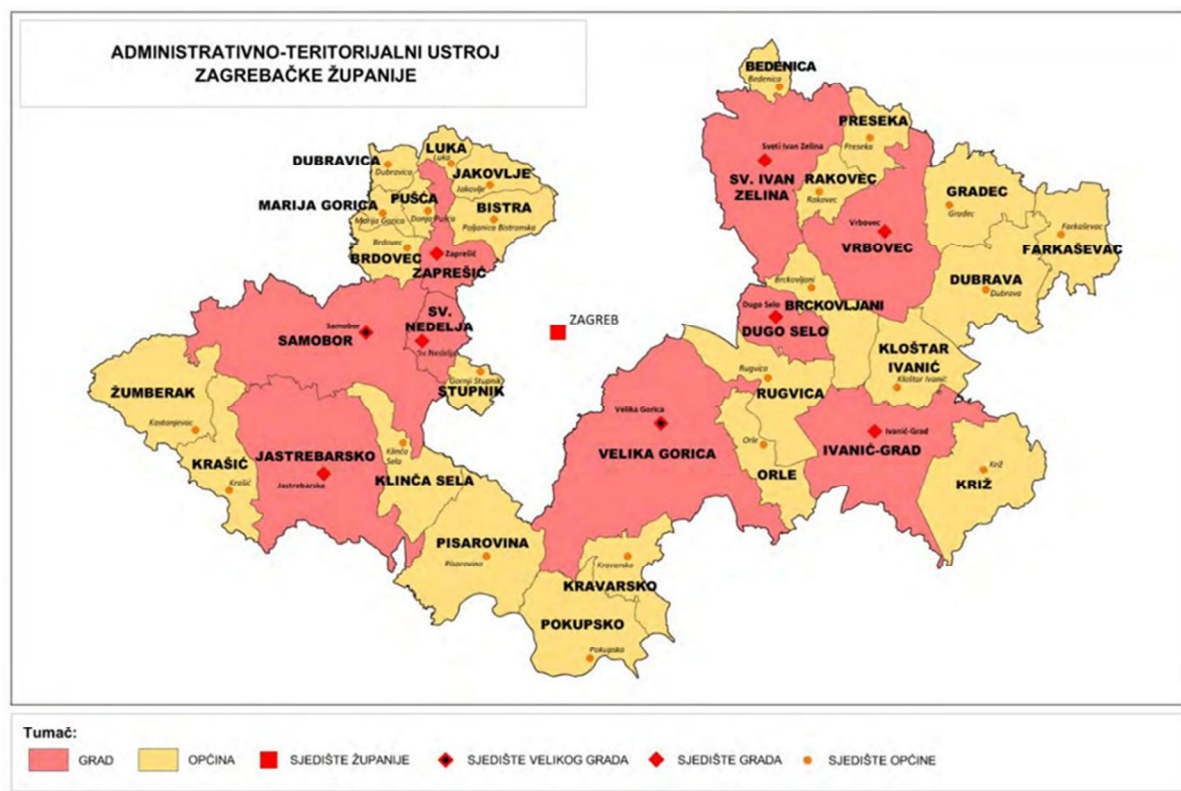 ADMINISTRATIVNO-TERITORIJALNI USTROJ
ZAGREBAČKE ŽUPANIJE
BEDENICA
Bedenica
PRESEKA
Preseka
Sveti Ivan Zelina
SV. IVAN
ZELINA
RAKOVEC
Rakovec
GRADEC
Gradec
Vrbovec
VRBOVEC
Farkaševac
FARKAŠEVAC
DUBRAVA
Dubrava
LUKA
Luka
DUBRAVICA
Dubravica
JAKOVLJE
Jakovlje
MARIJA GORICA
Marija Gorica
PUŠĆA
Donja Pušća
BISTRA
Poljanica Bistranska
Brdovec
BRDOVEC
Zaprešić
ZAPREŠIĆ
Brckovljani
BRCKOVLJANI
Dugo Selo
DUGO SELO
SV.
NEDELJA
Sv.Nedelja
Samobor
SAMOBOR
ZAGREB
KLOŠTAR
IVANIĆ
Kloštar Ivanić
Gornji Stupnik
STUPNIK
Rugvica
RUGVICA
ŽUMBERAK
Kostanjevac
Velika Gorica
VELIKA GORICA
Orle
ORLE
Ivanić-Grad
IVANIĆ-GRAD
Križ
KRIŽ
KRAŠIĆ
Krašić
JASTREBARSKO
Jastrebarsko
Klinča
Sela
KLINČA SELA
PISAROVINA
Pisarovina
Kravarsko
KRAVARSKO
POKUPSKO
Pokupsko
Tumač:
GRAD
OPĆINA
SJEDIŠTE ŽUPANIJE
SJEDIŠTE VELIKOG GRADA
SJEDIŠTE GRADA
SJEDIŠTE OPĆINE